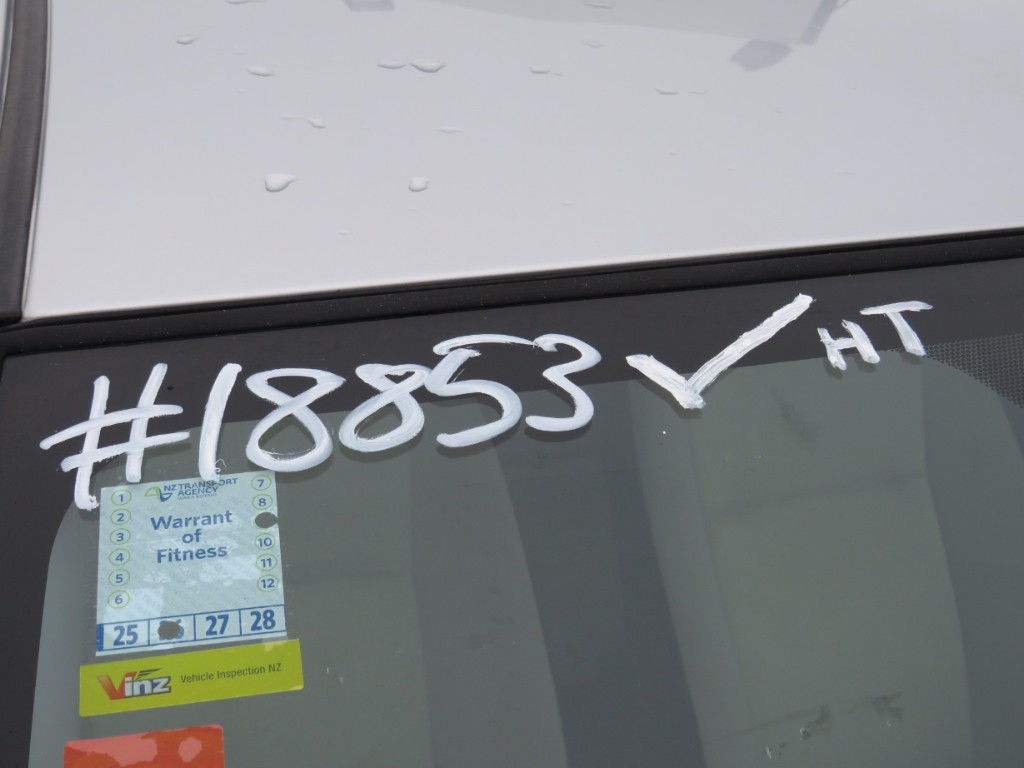 #18853 ✓ HT
NZ TRANSPORT
AGENCY
Warrant
of
Fitness
1
2
3
4
5
6
7
8
10
11
12
25 27 28
Vinz Vehicle Inspection NZ